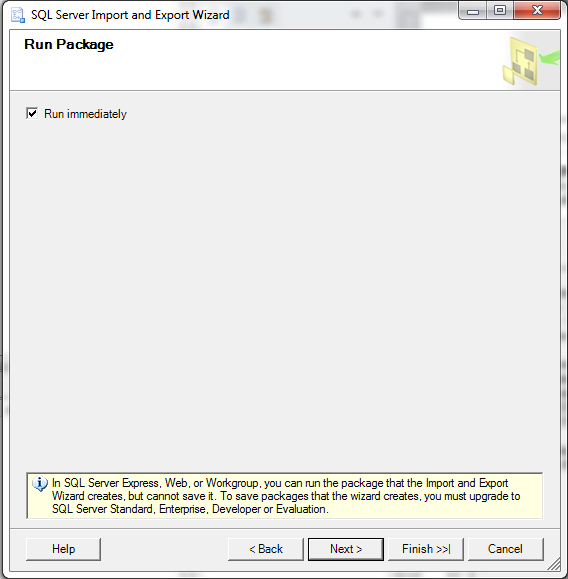 SQL Server Import and Export Wizard
Run Package
Run immediately
In SQL Server Express, Web, or Workgroup, you can run the package that the Import and Export
Wizard creates, but cannot save it. To save packages that the wizard creates, you must upgrade to
SQL Server Standard, Enterprise, Developer or Evaluation.
Help
< Back
Next >
Finish >>|
Cancel